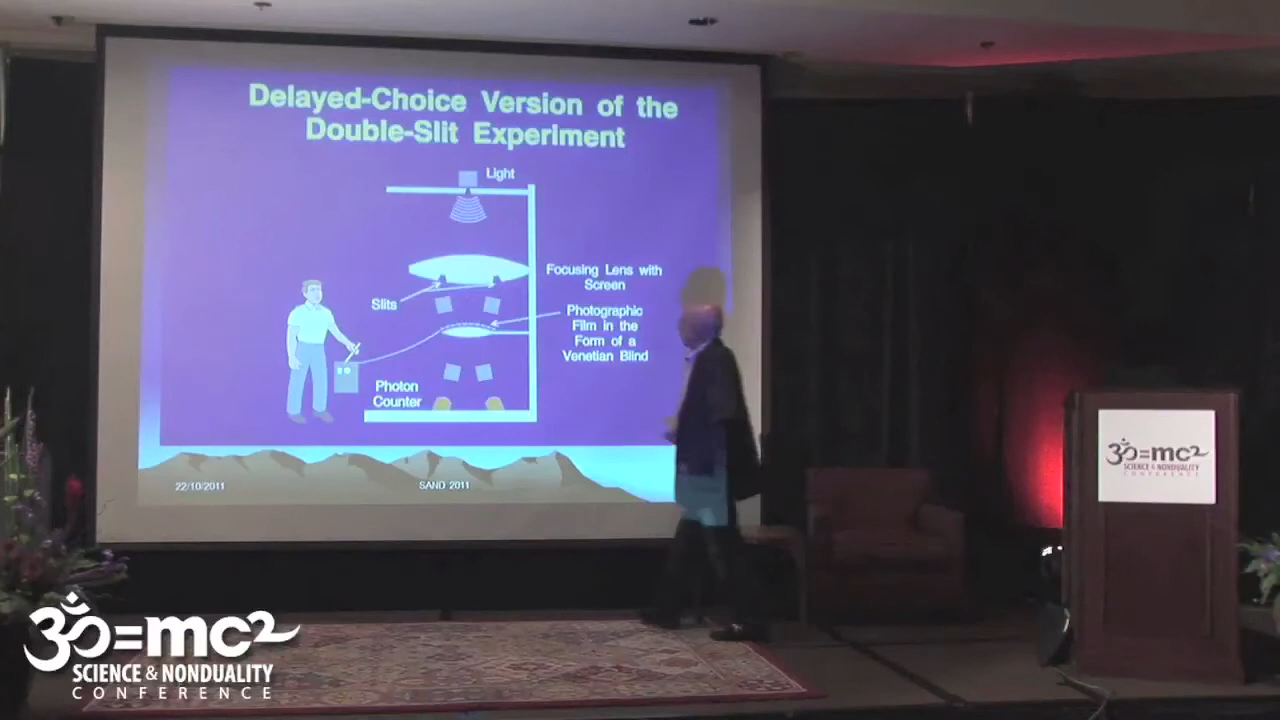 Delayed-Choice Version of the
Double-Slit Experiment
Light
Focusing Lens with
Screen
Slits
Photographic
Film in the
Form of a
Venetian Blind
Photon
Counter
22/10/2011
SAND 2011
ॐ=mc2
SCIENCE & NONDUALITY
CONFERENCE
ॐ=mc2
SCIENCE & NONDUALITY
CONFERENCE